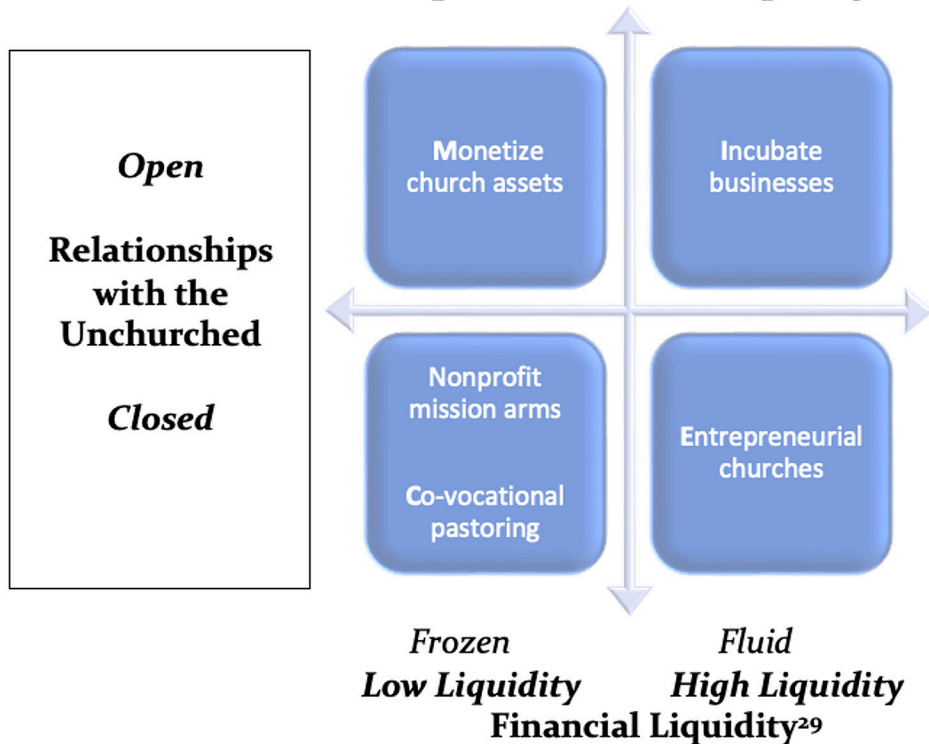 Open
Relationships
with the
Unchurched
Closed
Monetize
church assets
Incubate
businesses
Nonprofit
mission arms
Co-vocational
pastoring
Entrepreneurial
churches
Frozen
Fluid
Low Liquidity
High Liquidity
Financial Liquidity²⁹